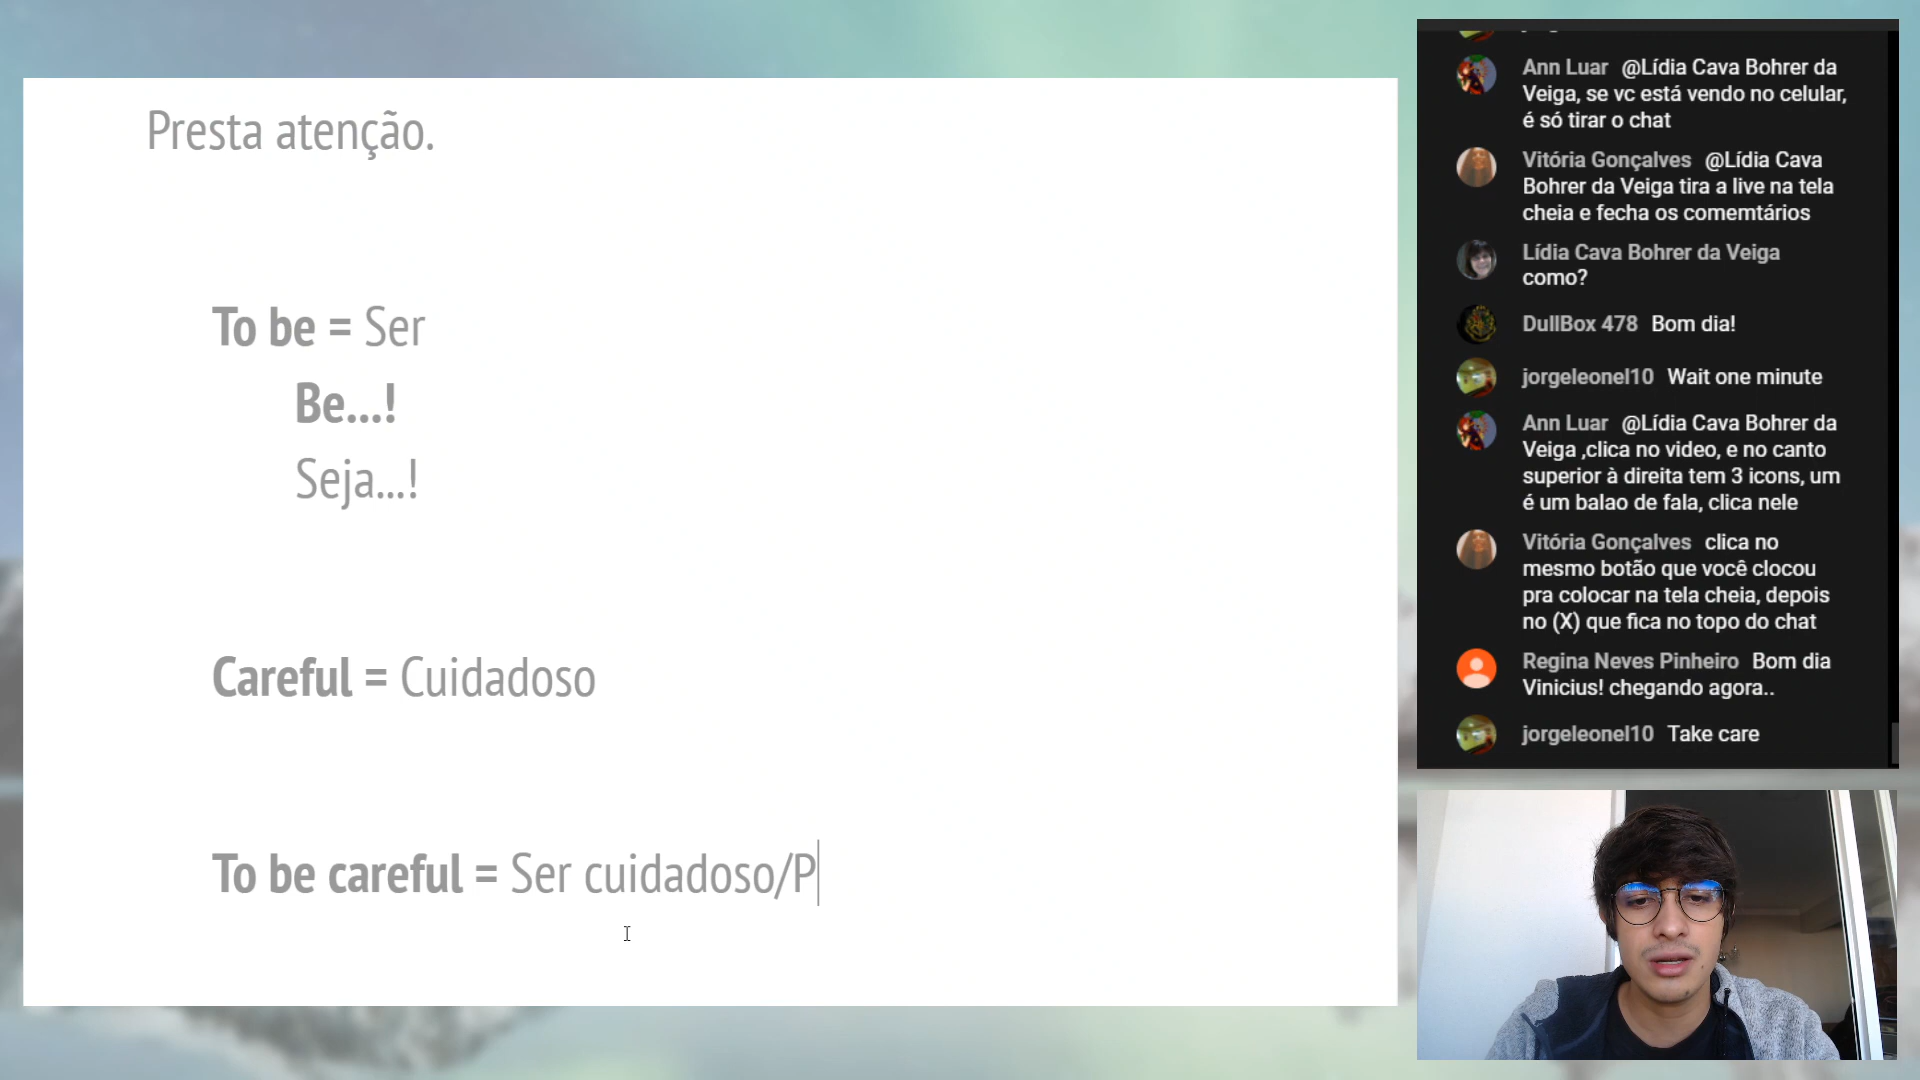 Presta atenção.
To be = Ser
Be...!
Seja...!
Careful = Cuidadoso
To be careful = Ser cuidadoso/P
Ann Luar @Lídia Cava Bohrer da
Veiga, se vc está vendo no celular,
é só tirar o chat
Vitória Gonçalves @Lídia Cava
Bohrer da Veiga tira a live na tela
cheia e fecha os comemtários
Lídia Cava Bohrer da Veiga
como?
DullBox 478 Bom dia!
jorgeleonel10 Wait one minute
Ann Luar @Lídia Cava Bohrer da
Veiga ,clica no video, e no canto
superior à direita tem 3 icons, um
é um balao de fala, clica nele
Vitória Gonçalves clica no
mesmo botão que você clocou
pra colocar na tela cheia, depois
no (X) que fica no topo do chat
Regina Neves Pinheiro Bom dia
Vinicius! chegando agora..
jorgeleonel10 Take care